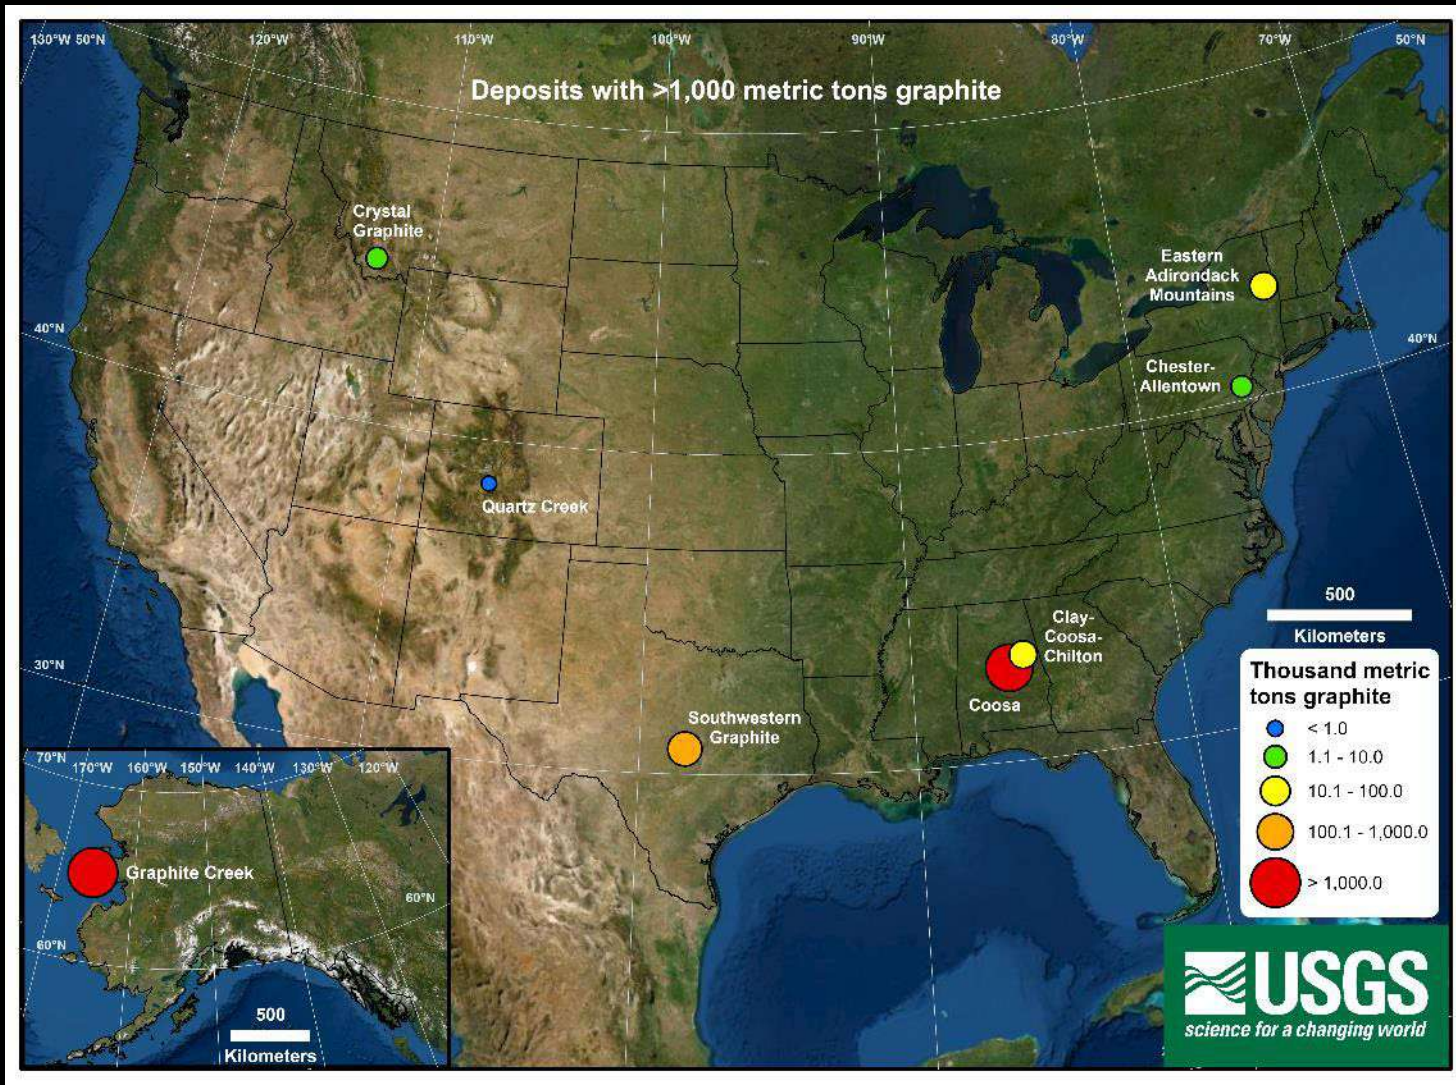 130°W 50°N
120°W
110°W
100°W
90°W
80°W
70°W
50°N
Deposits with >1,000 metric tons graphite
Crystal
Graphite
Eastern
Adirondack
Mountains
40°N
40°N
Chester-
Allentown
Quartz Creek
500
Kilometers
Clay-
Coosa-
Chilton
30°N
Coosa
Southwestern
Graphite
Thousand metric
tons graphite
< 1.0
1.1 - 10.0
10.1 - 100.0
100.1 - 1,000.0
> 1,000.0
70°N
170°W
160°W
150°W
140°W
130°W
120°W
Graphite Creek
60°N
60°N
500
Kilometers
USGS
science for a changing world